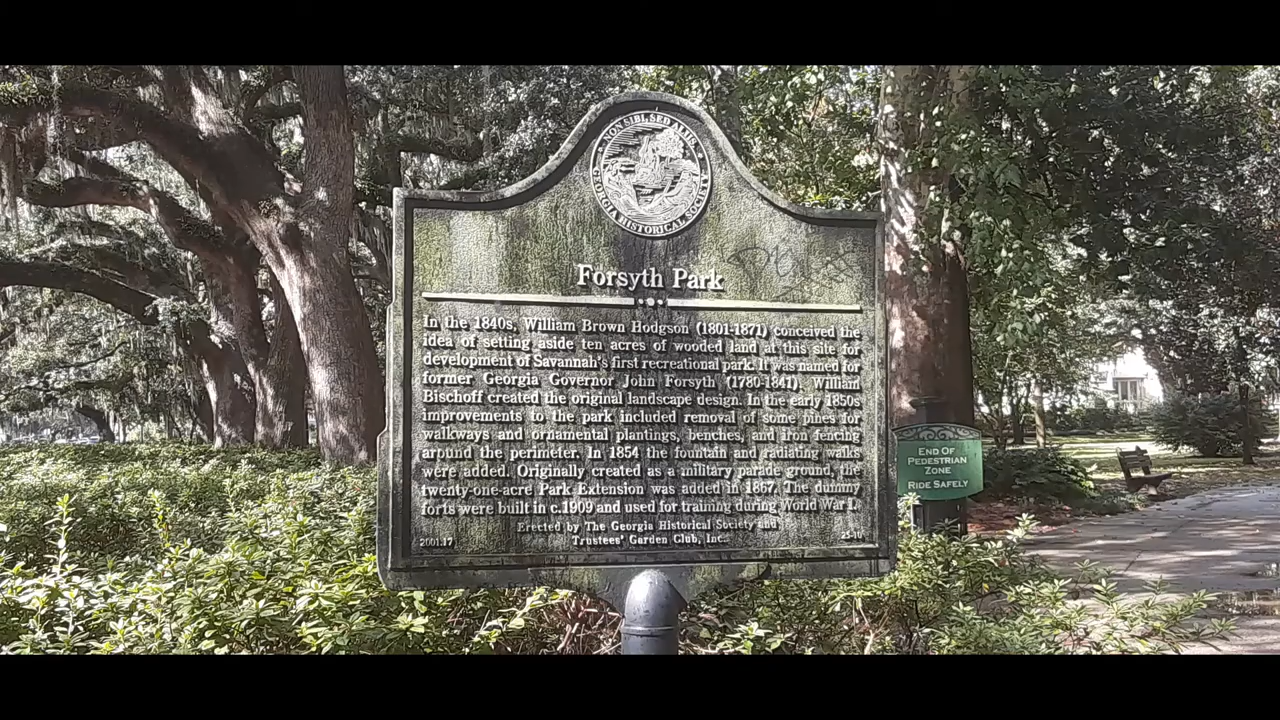 NON SIBI, SED ALIIS.
GEORGIA HISTORICAL SOCIETY
Forsyth Park
In the 1840s, William Brown Hodgson (1801-1871) conceived the
idea of setting aside ten acres of wooded land at this site for
development of Savannah's first recreational park. It was named for
former Georgia Governor John Forsyth (1780-1841). William
Bischoff created the original landscape design. In the early 1850s
improvements to the park included removal of some pines for
walkways and ornamental plantings, benches, and iron fencing
around the perimeter. In 1854 the fountain and radiating walks
were added. Originally created as a military parade ground, the
twenty-one-acre Park Extension was added in 1867. The dummy
forts were built in c.1909 and used for training during World War I.
Erected by The Georgia Historical Society and
Trustees' Garden Club, Inc.
2001.17
25-10
END OF
PEDESTRIAN
ZONE
RIDE SAFELY